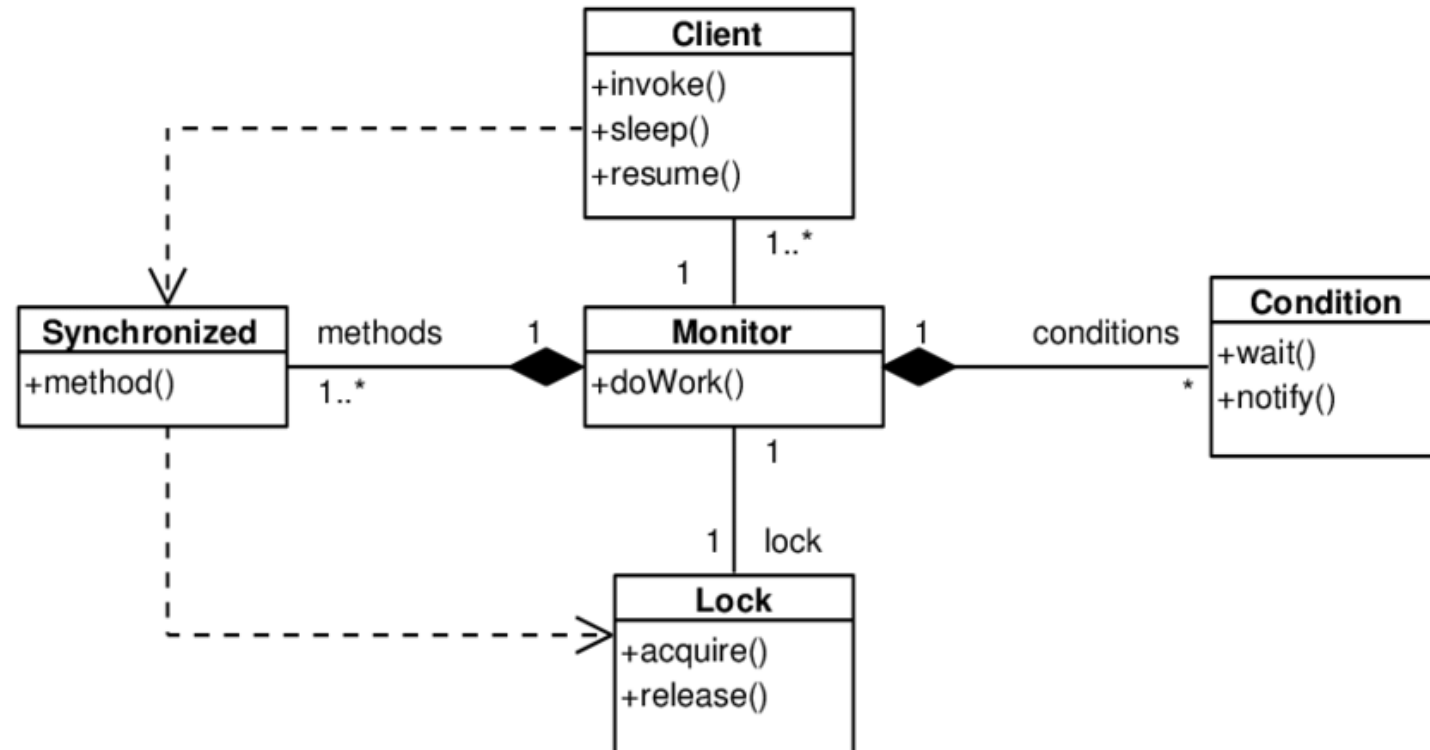 Client
+invoke()
+sleep()
+resume()
1..*
1
Synchronized
+method()
methods
1..*
1
Monitor
+doWork()
1
conditions
*
Condition
+wait()
+notify()
1
1
lock
Lock
+acquire()
+release()